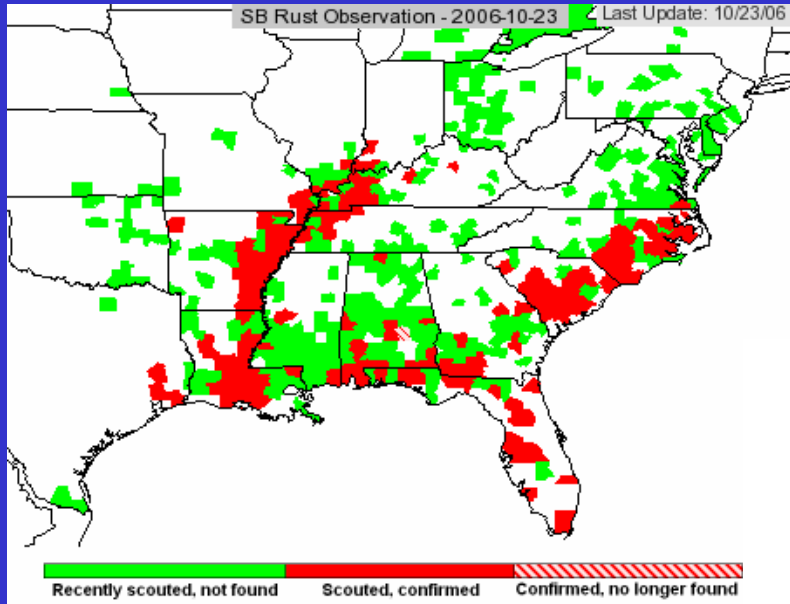 SB Rust Observation - 2006-10-23
Last Update: 10/23/06
Recently scouted, not found
Scouted, confirmed
Confirmed, no longer found